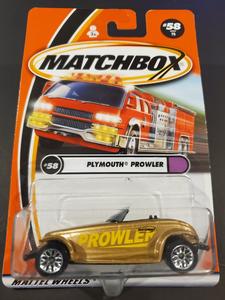 #58
MATCHBOX
#58
PLYMOUTH® PROWLER
PROWLER
MATTEL WHEELS